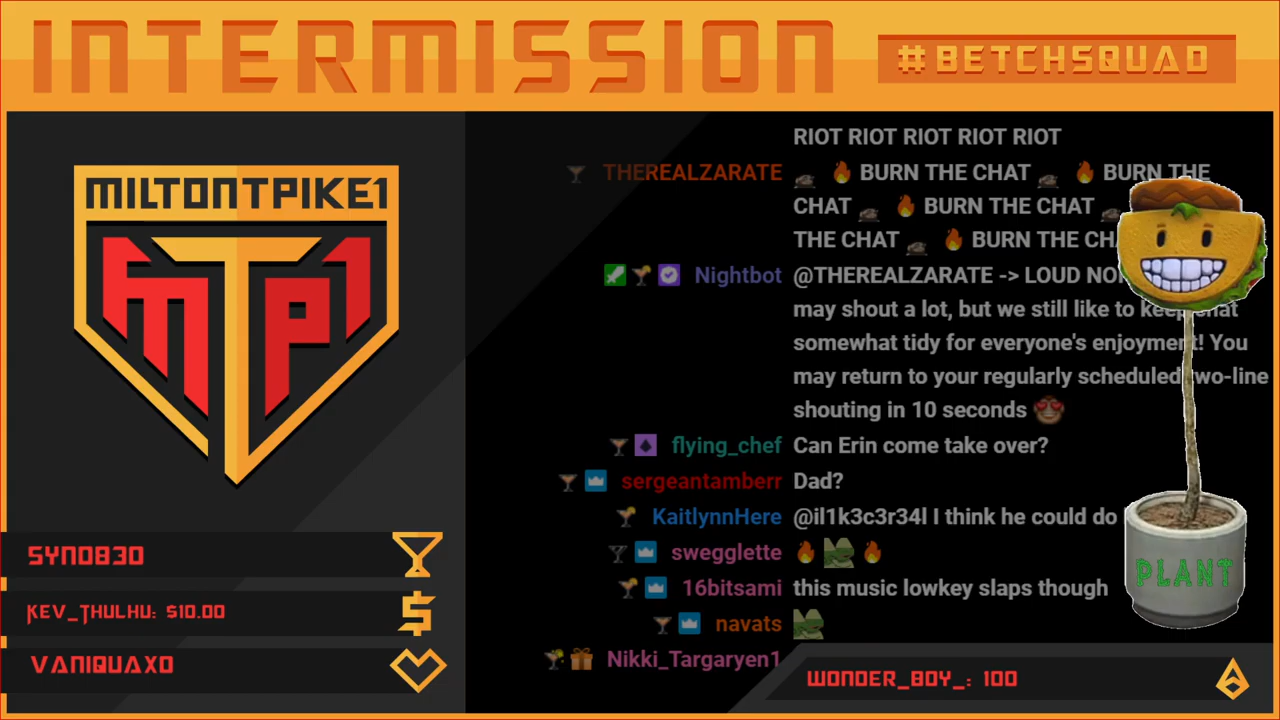 INTERMISSION
#BETCHSQUAD
MILTONTPIKE1
MTP1
RIOT RIOT RIOT RIOT RIOT
THEREALZARATE BURN THE CHAT BURN THE
CHAT BURN THE CHAT
THE CHAT BURN THE
Nightbot @THEREALZARATE -> LOUD
may shout a lot, but we still like to keep chat
somewhat tidy for everyone's enjoyment! You
may return to your regularly scheduled two-line
shouting in 10 seconds
flying_chef Can Erin come take over?
sergeantamberr Dad?
KaitlynnHere @il1k3c3r34l I think he could do
swegglette
16bitsami this music lowkey slaps though
navats
Nikki_Targaryen1
PLANT
SYN0830
KEV_THULHU: $10.00
VANIQUAXO
WONDER_BOY_: 100